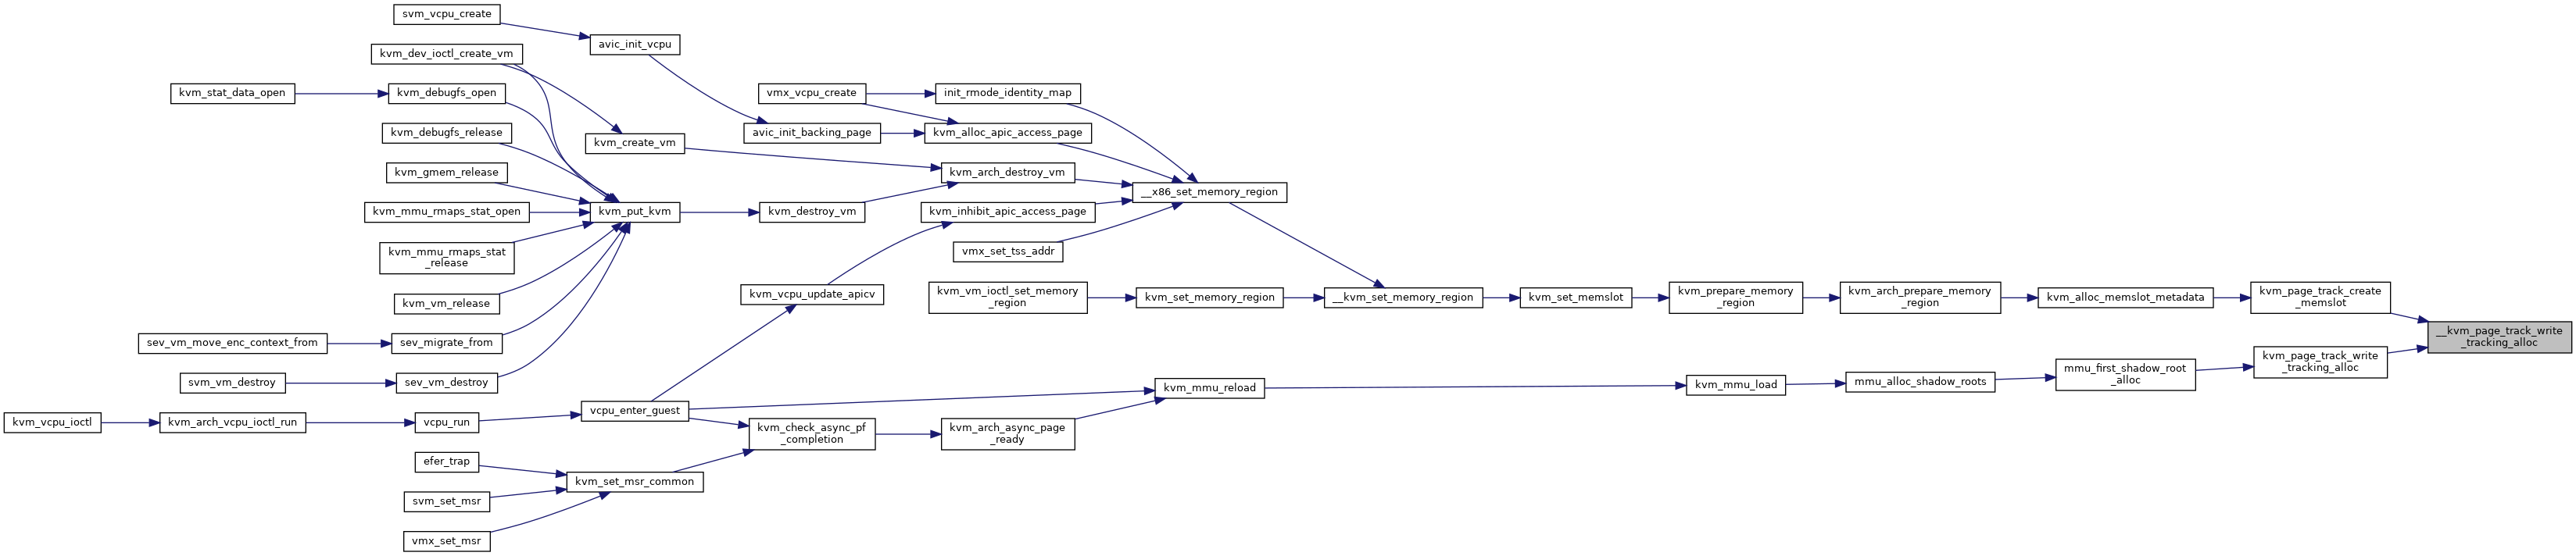 svm_vcpu_create
avic_init_vcpu
kvm_dev_ioctl_create_vm
kvm_stat_data_open
kvm_debugfs_open
vmx_vcpu_create
init_rmode_identity_map
kvm_debugfs_release
kvm_create_vm
avic_init_backing_page
kvm_alloc_apic_access_page
kvm_gmem_release
kvm_arch_destroy_vm
__x86_set_memory_region
kvm_mmu_rmaps_stat_open
kvm_put_kvm
kvm_destroy_vm
kvm_inhibit_apic_access_page
kvm_mmu_rmaps_stat
_release
vmx_set_tss_addr
kvm_vm_release
kvm_vcpu_update_apicv
kvm_vm_ioctl_set_memory
_region
kvm_set_memory_region
__kvm_set_memory_region
kvm_set_memslot
kvm_prepare_memory
_region
kvm_arch_prepare_memory
_region
kvm_alloc_memslot_metadata
kvm_page_track_create
_memslot
__kvm_page_track_write
_tracking_alloc
sev_vm_move_enc_context_from
sev_migrate_from
svm_vm_destroy
sev_vm_destroy
kvm_mmu_reload
kvm_mmu_load
mmu_alloc_shadow_roots
mmu_first_shadow_root
_alloc
kvm_page_track_write
_tracking_alloc
kvm_vcpu_ioctl
kvm_arch_vcpu_ioctl_run
vcpu_run
vcpu_enter_guest
kvm_check_async_pf
_completion
kvm_arch_async_page
_ready
efer_trap
kvm_set_msr_common
svm_set_msr
vmx_set_msr